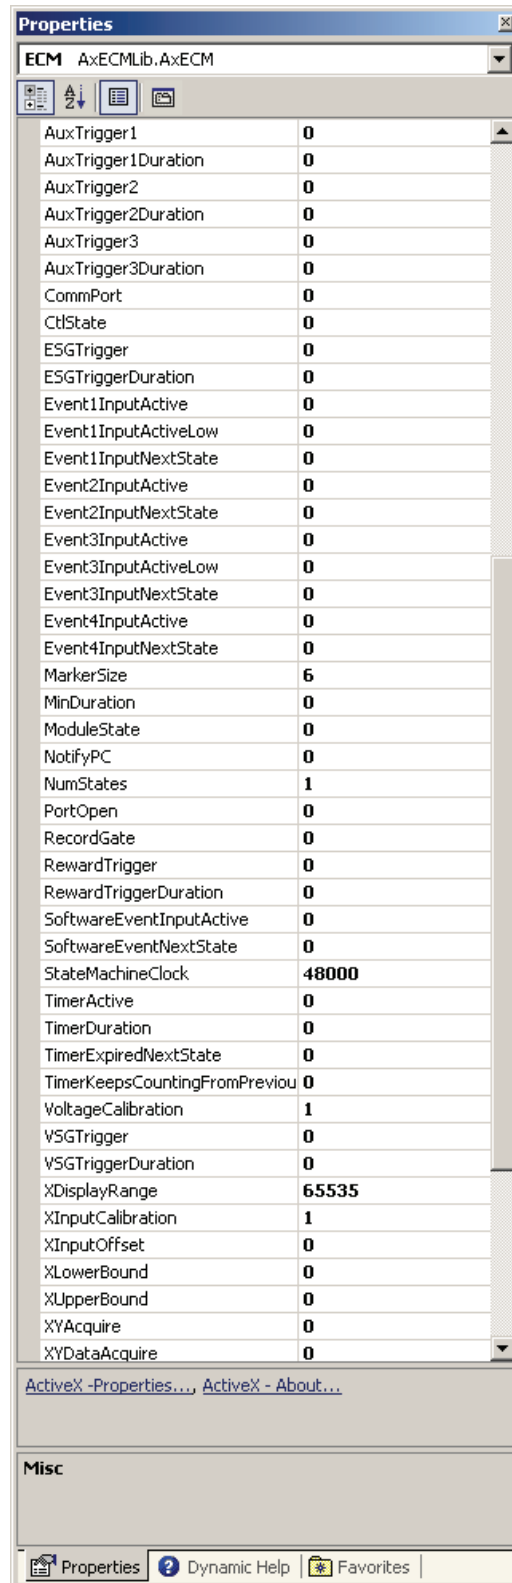 Properties
ECM AxECMLib.AxECM
AuxTrigger1 0
AuxTrigger1Duration 0
AuxTrigger2 0
AuxTrigger2Duration 0
AuxTrigger3 0
AuxTrigger3Duration 0
CommPort 0
CtlState 0
ESGTrigger 0
ESGTriggerDuration 0
Event1InputActive 0
Event1InputActiveLow 0
Event1InputNextState 0
Event2InputActive 0
Event2InputNextState 0
Event3InputActive 0
Event3InputActiveLow 0
Event3InputNextState 0
Event4InputActive 0
Event4InputNextState 0
MarkerSize 6
MinDuration 0
ModuleState 0
NotifyPC 0
NumStates 1
PortOpen 0
RecordGate 0
RewardTrigger 0
RewardTriggerDuration 0
SoftwareEventInputActive 0
SoftwareEventNextState 0
StateMachineClock 48000
TimerActive 0
TimerDuration 0
TimerExpiredNextState 0
TimerKeepsCountingFromPreviou 0
VoltageCalibration 1
VSGTrigger 0
VSGTriggerDuration 0
XDisplayRange 65535
XInputCalibration 1
XInputOffset 0
XLowerBound 0
XUpperBound 0
XYAcquire 0
XYDataAcquire 0
ActiveX -Properties..., ActiveX - About...
Misc
Properties Dynamic Help Favorites